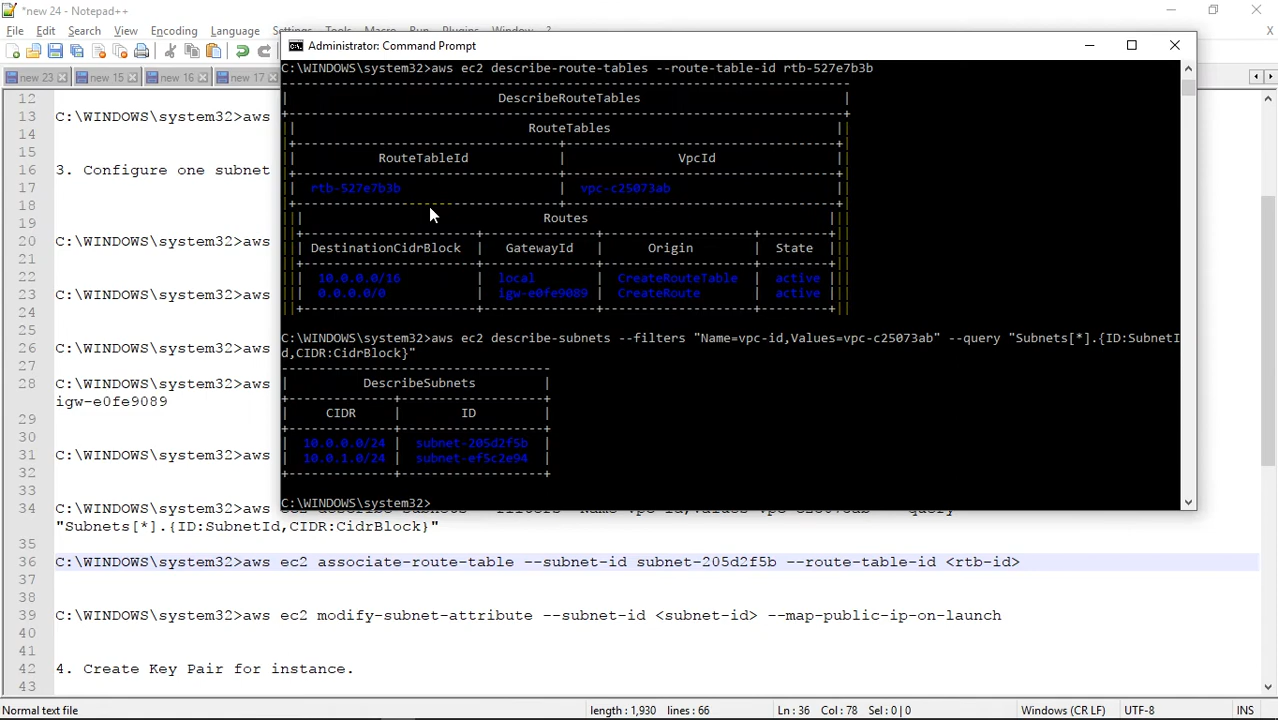 *new 24 - Notepad++
File Edit Search View Encoding Language Settings Tools Macro Run Plugins Window ?
X
new 23 new 15 new 16 new 17
12
13 C:\WINDOWS\system32>aws
14
15
16 3. Configure one subnet
17
18
19
20 C:\WINDOWS\system32>aws
21
22
23 C:\WINDOWS\system32>aws
24
25
26 C:\WINDOWS\system32>aws
27
28 C:\WINDOWS\system32>aws
igw-e0fe9089
29
30
31 C:\WINDOWS\system32>aws
32
33
34 C:\WINDOWS\system32>aws ec2 describe-subnets --filters "Name=vpc-id,Values=vpc-c25073ab" --query
"Subnets[*].{ID:SubnetId,CIDR:CidrBlock}"
35
36 C:\WINDOWS\system32>aws ec2 associate-route-table --subnet-id subnet-205d2f5b --route-table-id <rtb-id>
37
38
39 C:\WINDOWS\system32>aws ec2 modify-subnet-attribute --subnet-id <subnet-id> --map-public-ip-on-launch
40
41
42 4. Create Key Pair for instance.
43
Administrator: Command Prompt
C:\WINDOWS\system32>aws ec2 describe-route-tables --route-table-id rtb-527e7b3b
DescribeRouteTables
RouteTables
RouteTableId | VpcId
rtb-527e7b3b | vpc-c25073ab
Routes
DestinationCidrBlock | GatewayId | Origin | State
10.0.0.0/16 | local | CreateRouteTable | active
0.0.0.0/0 | igw-e0fe9089 | CreateRoute | active
C:\WINDOWS\system32>aws ec2 describe-subnets --filters "Name=vpc-id,Values=vpc-c25073ab" --query "Subnets[*].{ID:SubnetI
d,CIDR:CidrBlock}"
DescribeSubnets
CIDR | ID
10.0.0.0/24 | subnet-205d2f5b
10.0.1.0/24 | subnet-ef5c2e94
C:\WINDOWS\system32>
Normal text file length : 1,930 lines : 66 Ln : 36 Col : 78 Sel : 0 | 0 Windows (CR LF) UTF-8 INS